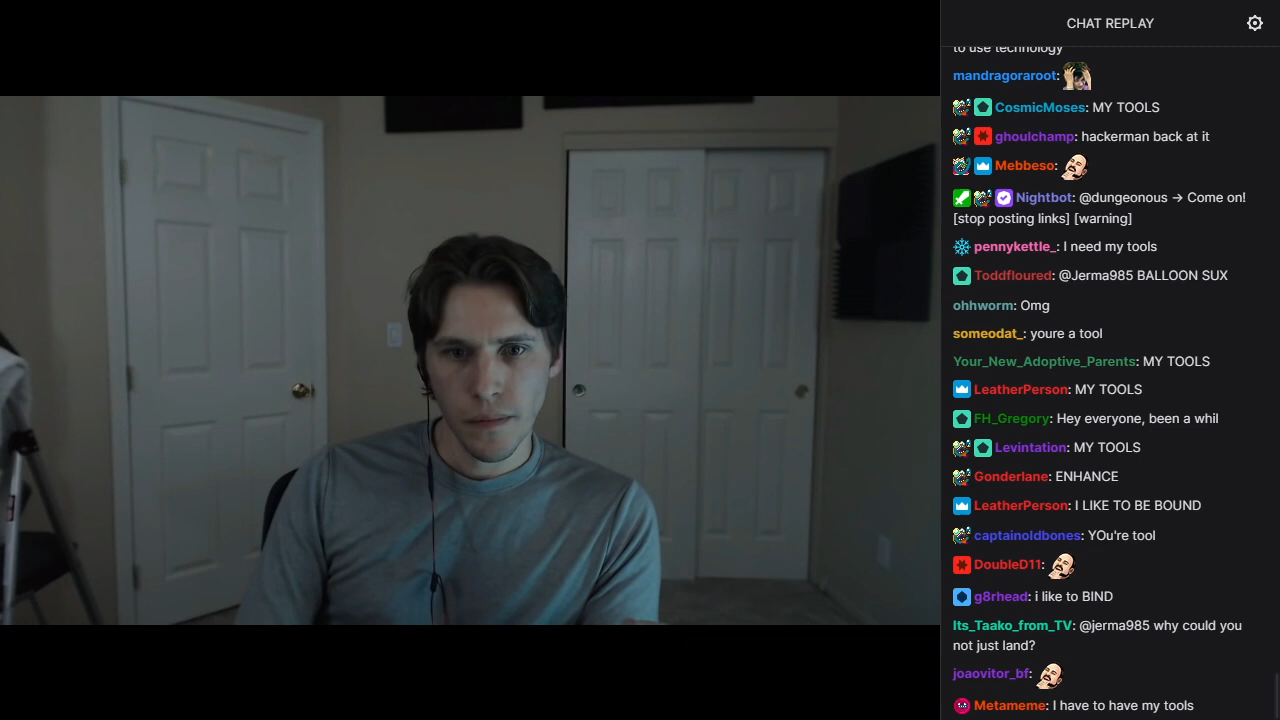 CHAT REPLAY
to use technology
mandragoraroot:
CosmicMoses: MY TOOLS
ghoulchamp: hackerman back at it
Mebbeso:
Nightbot: @dungeonous → Come on!
[stop posting links] [warning]
pennykettle_: I need my tools
Toddfloured: @Jerma985 BALLOON SUX
ohhworm: Omg
someodat_: youre a tool
Your_New_Adoptive_Parents: MY TOOLS
LeatherPerson: MY TOOLS
FH_Gregory: Hey everyone, been a whil
Levintation: MY TOOLS
Gonderlane: ENHANCE
LeatherPerson: I LIKE TO BE BOUND
captainoldbones: YOu're tool
DoubleD11:
g8rhead: i like to BIND
Its_Taako_from_TV: @jerma985 why could you
not just land?
joaovitor_bf:
Metameme: I have to have my tools